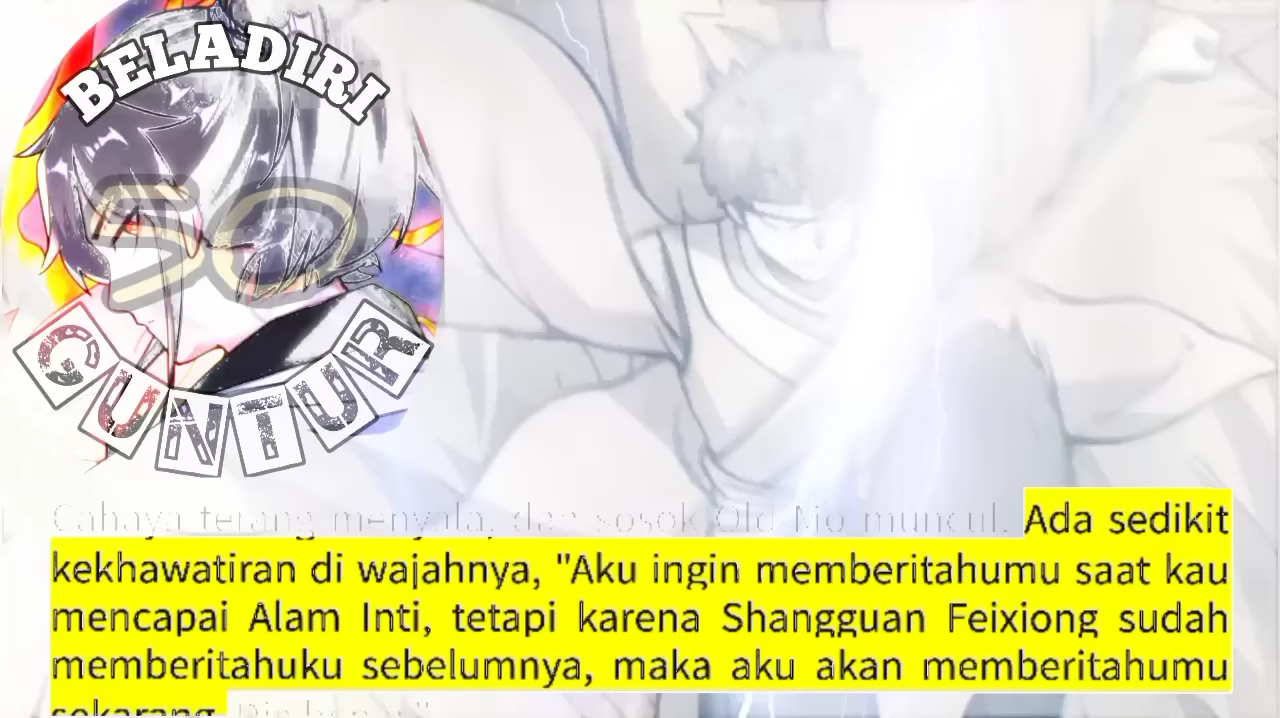 BELADIRI
50
GUNTUR
Cahaya terang menyala, dan sosok Old Mo muncul. Ada sedikit
kekhawatiran di wajahnya, "Aku ingin memberitahumu saat kau
mencapai Alam Inti, tetapi karena Shangguan Feixiong sudah
memberitahuku sebelumnya, maka aku akan memberitahumu
sekarang.